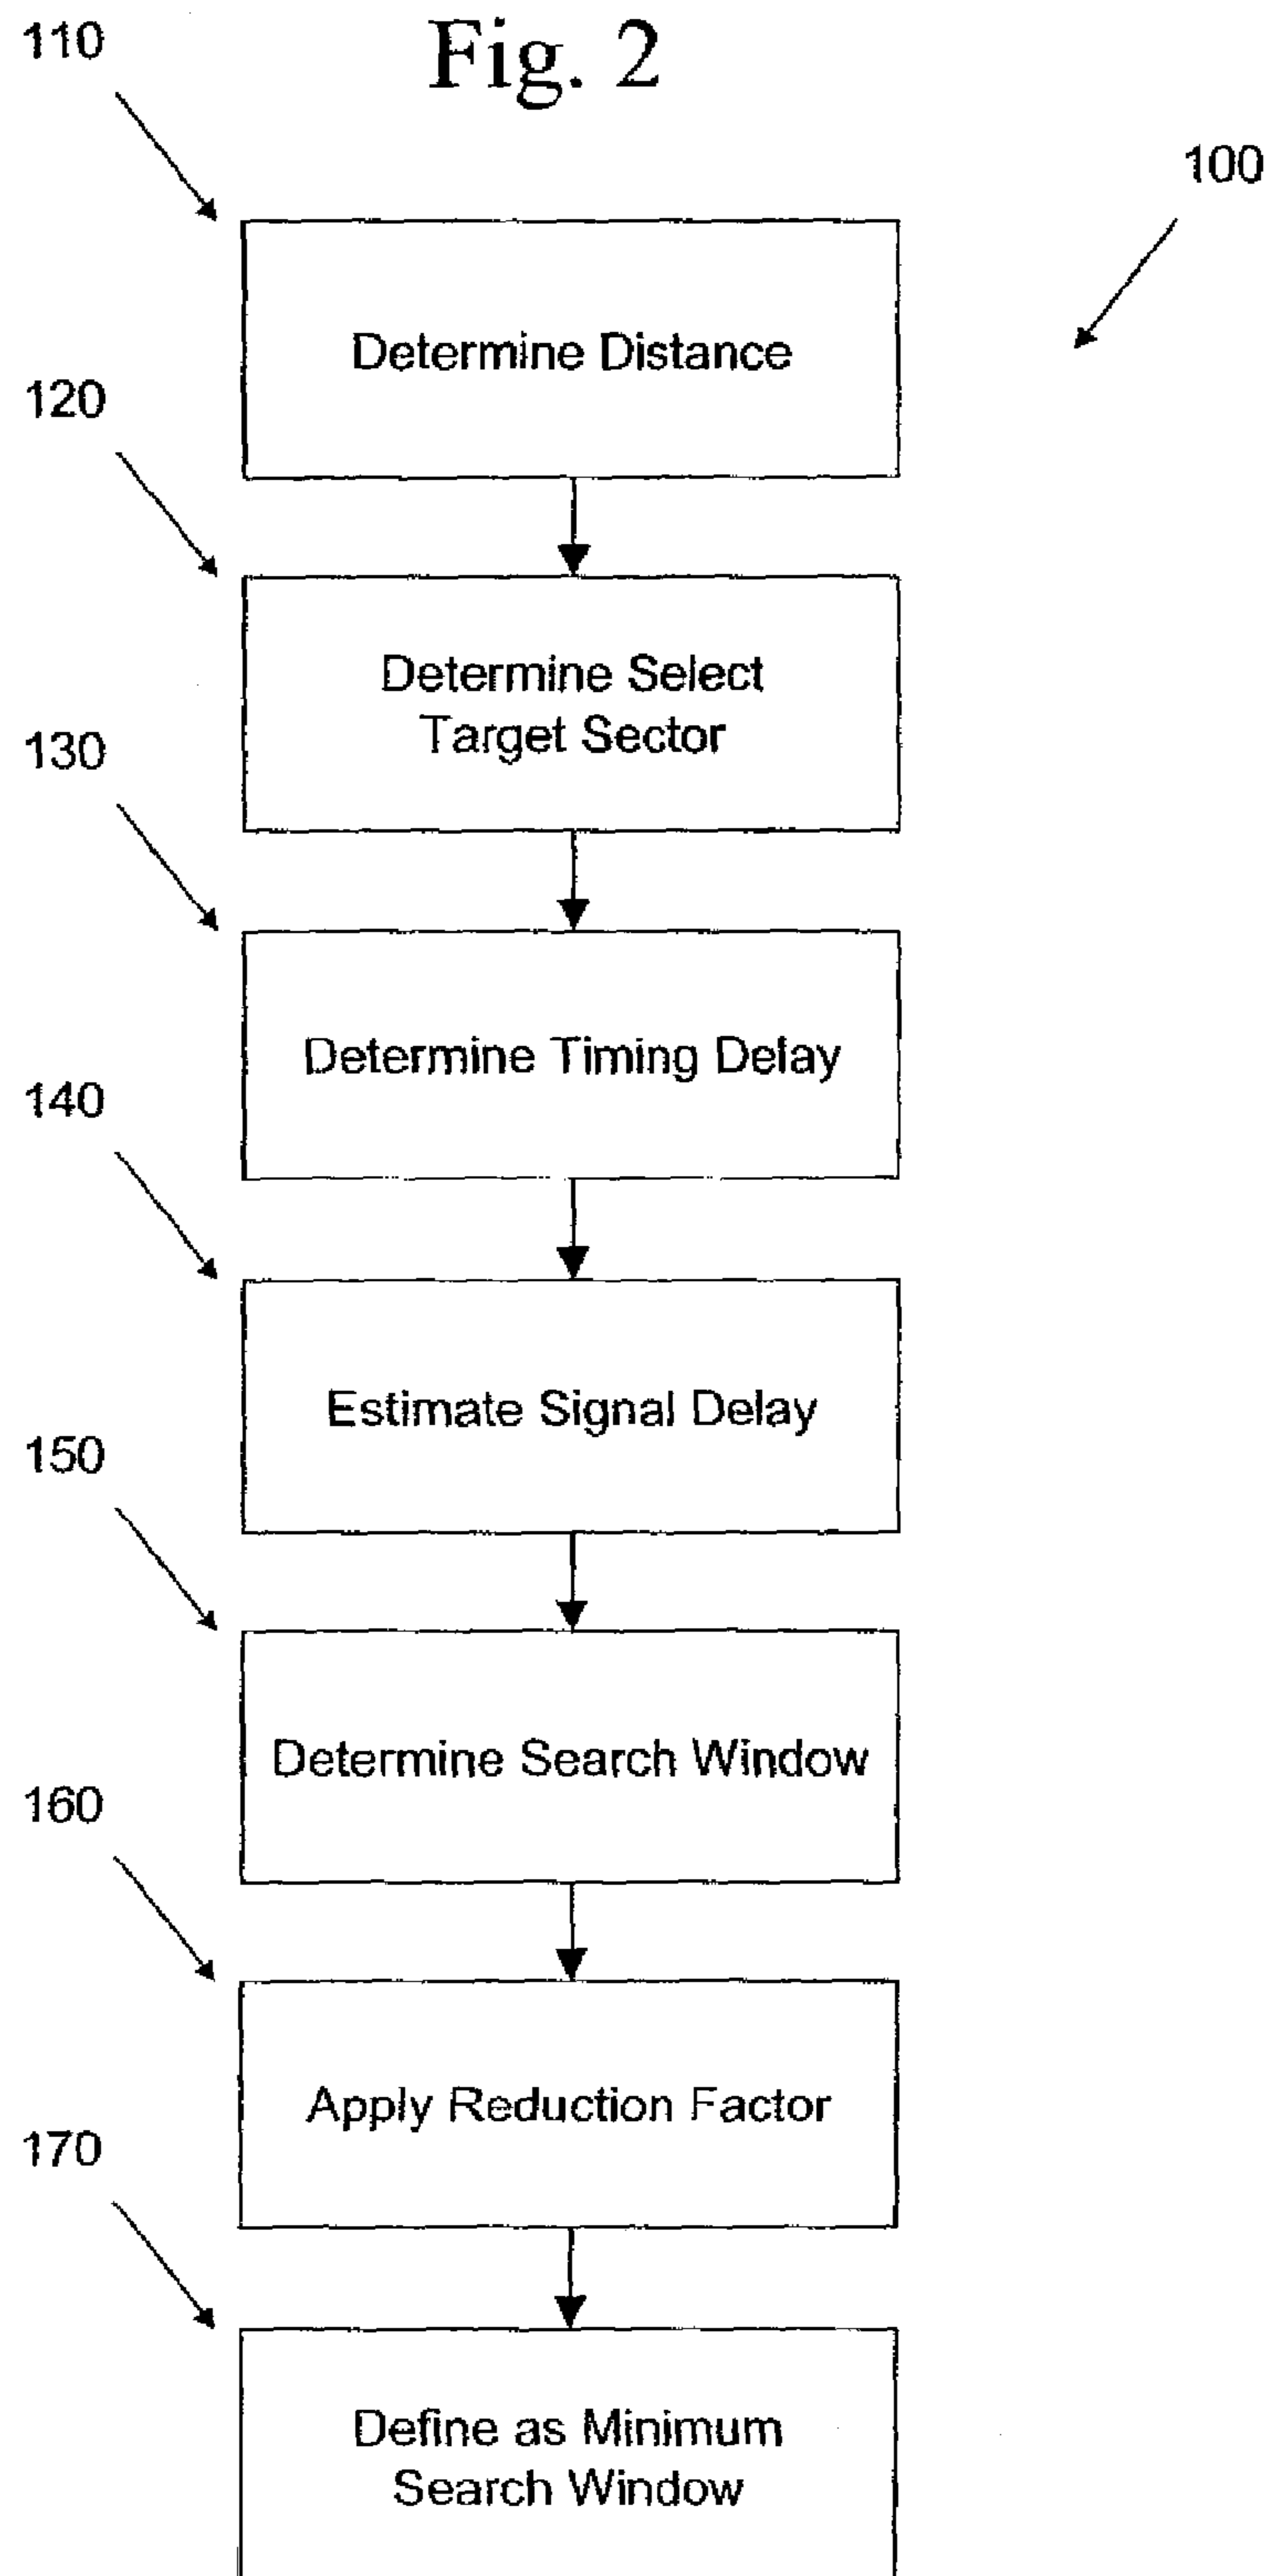 110
Fig. 2
100
Determine Distance
120
Determine Select
Target Sector
130
Determine Timing Delay
140
Estimate Signal Delay
150
Determine Search Window
160
Apply Reduction Factor
170
Define as Minimum
Search Window